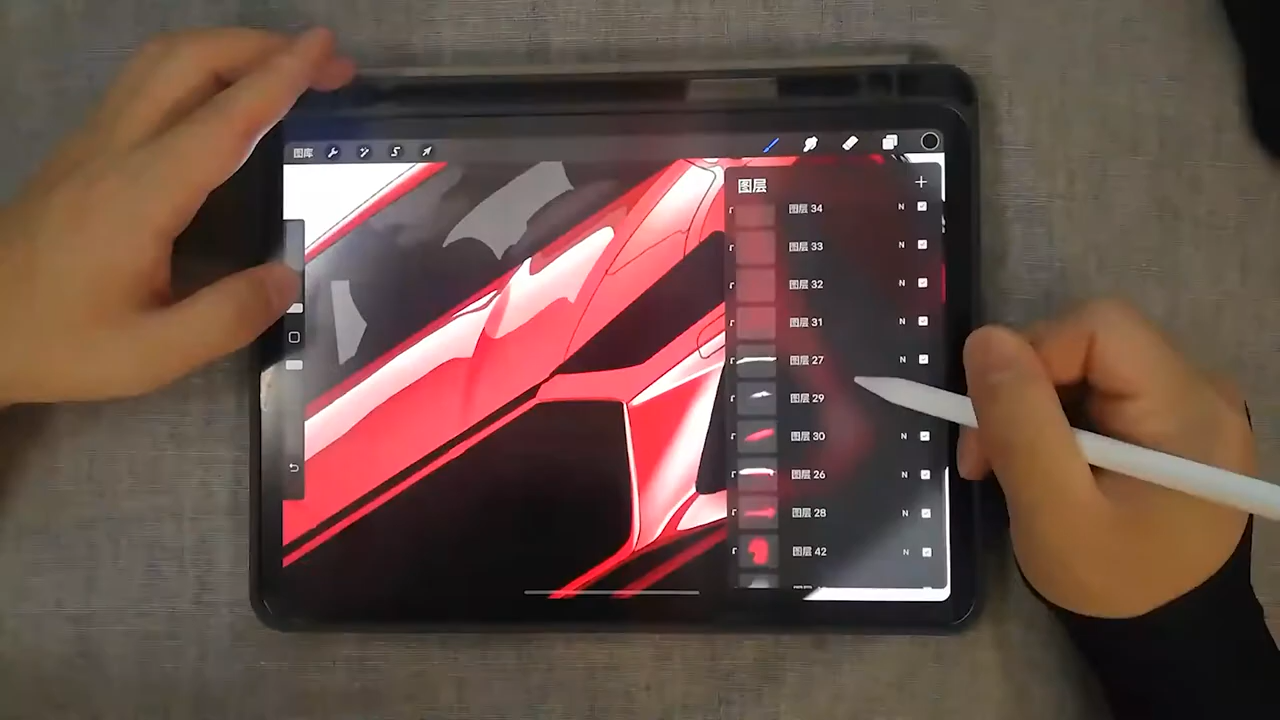 图库
图层
图层 34 N
图层 33 N
图层 32 N
图层 31 N
图层 27 N
图层 29
图层 30 N
图层 26 N
图层 28 N
图层 42 N